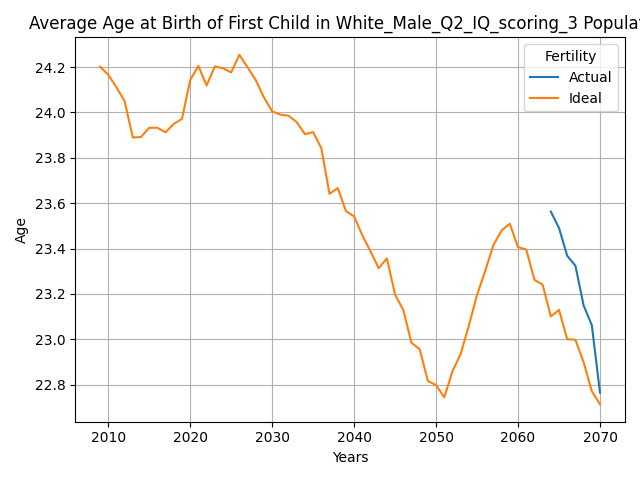 Average Age at Birth of First Child in White_Male_Q2_IQ_scoring_3 Populat
Fertility
Actual
Ideal
24.2
24.0
23.8
23.6
23.4
23.2
23.0
22.8
Age
2010 2020 2030 2040 2050 2060 2070
Years